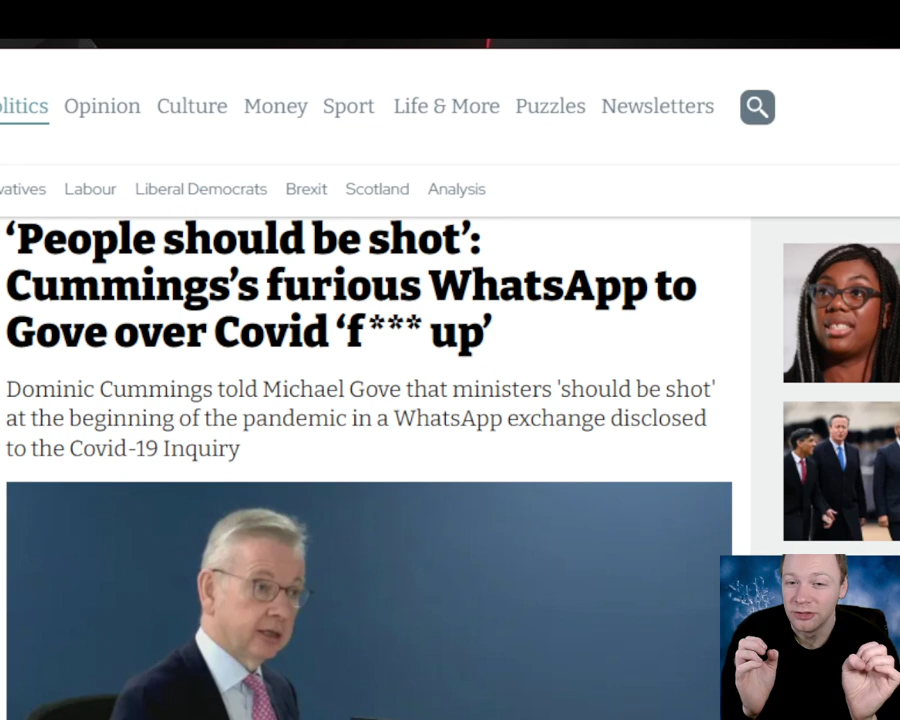 olitics Opinion Culture Money Sport Life & More Puzzles Newsletters
vatives Labour Liberal Democrats Brexit Scotland Analysis
‘People should be shot’:
Cummings’s furious WhatsApp to
Gove over Covid ‘f*** up’
Dominic Cummings told Michael Gove that ministers 'should be shot'
at the beginning of the pandemic in a WhatsApp exchange disclosed
to the Covid-19 Inquiry